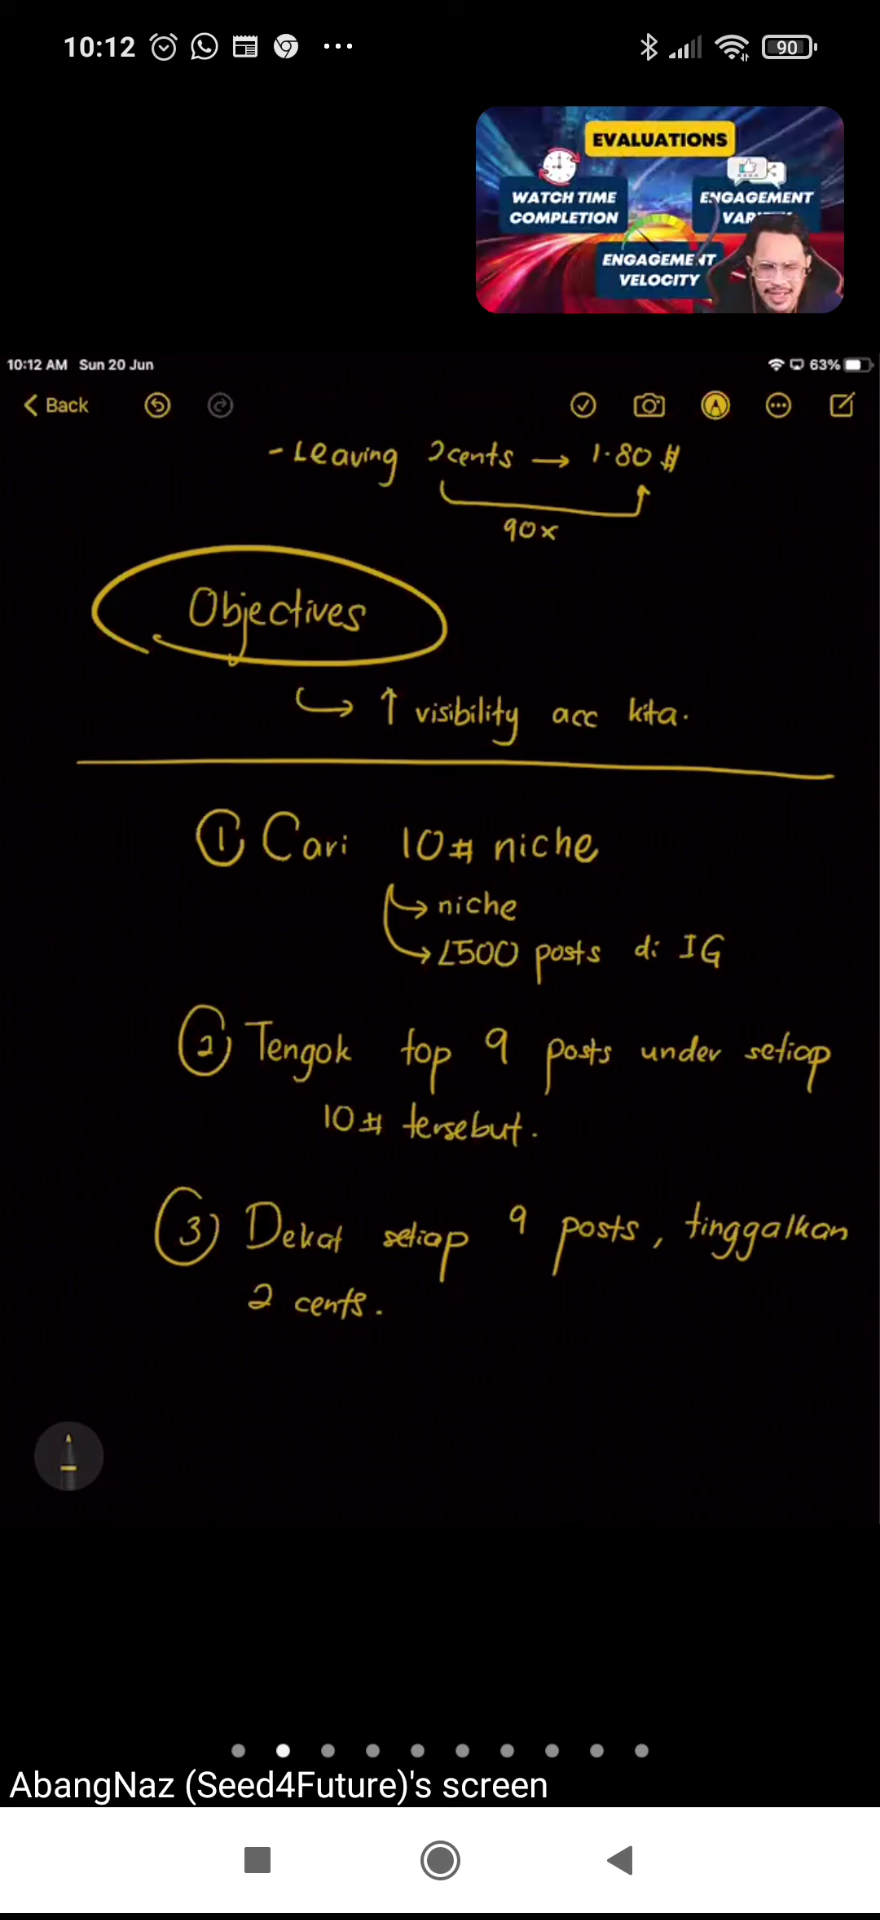 10:12
90
EVALUATIONS
WATCH TIME
COMPLETION
ENGAGEMENT
ENGAGEMENT
VELOCITY
10:12 AM Sun 20 Jun
63%
Back
- Leaving 2cents → 1.80 #
90x
Objectives
↑ visibility acc kita.
① Cari 10# niche
→ niche
→ <500 posts di IG
② Tengok top 9 posts under setiap
10# tersebut.
③ Dekat setiap 9 posts, tinggalkan
2 cents.
AbangNaz (Seed4Future)'s screen